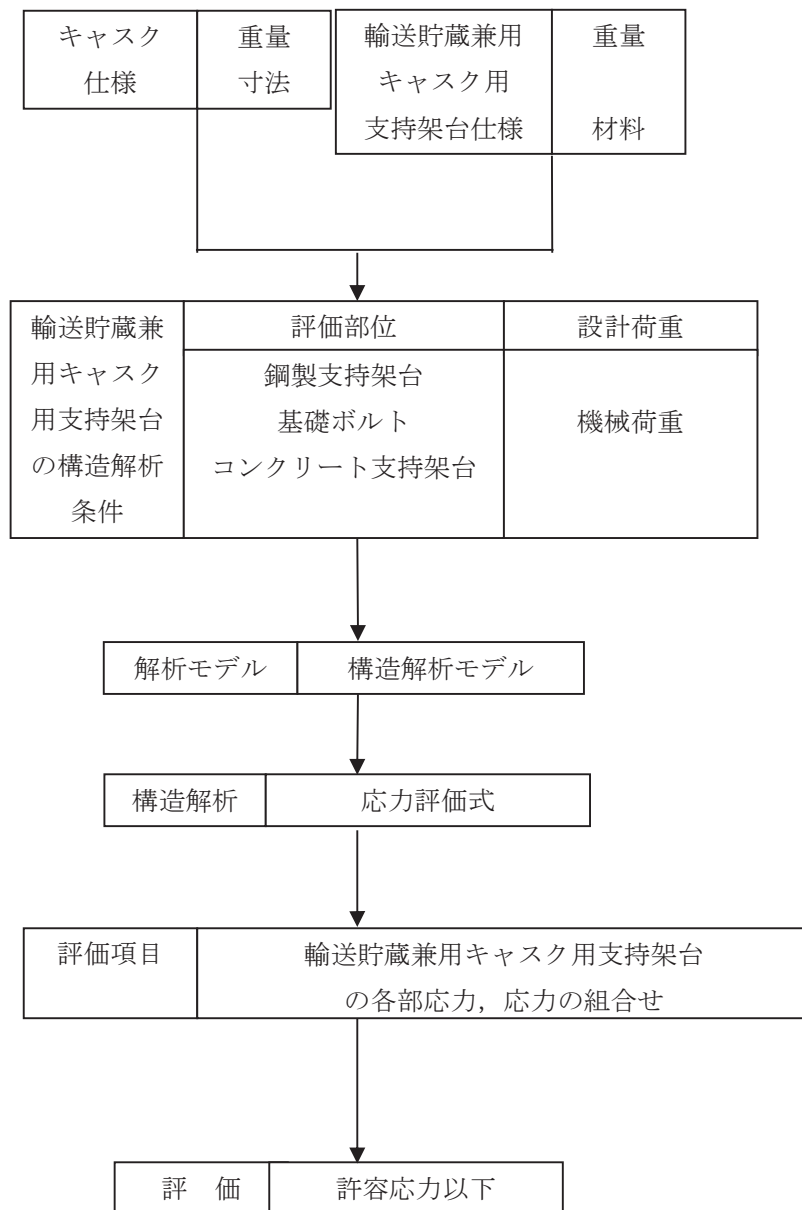 キャスク
仕様
重量
寸法
輸送貯蔵兼用
キャスク用
支持架台仕様
重量
材料
輸送貯蔵兼
用キャスク
用支持架台
の構造解析
条件
評価部位
鋼製支持架台
基礎ボルト
コンクリート支持架台
設計荷重
機械荷重
解析モデル
構造解析モデル
構造解析
応力評価式
評価項目
輸送貯蔵兼用キャスク用支持架台
の各部応力，応力の組合せ
評　価
許容応力以下